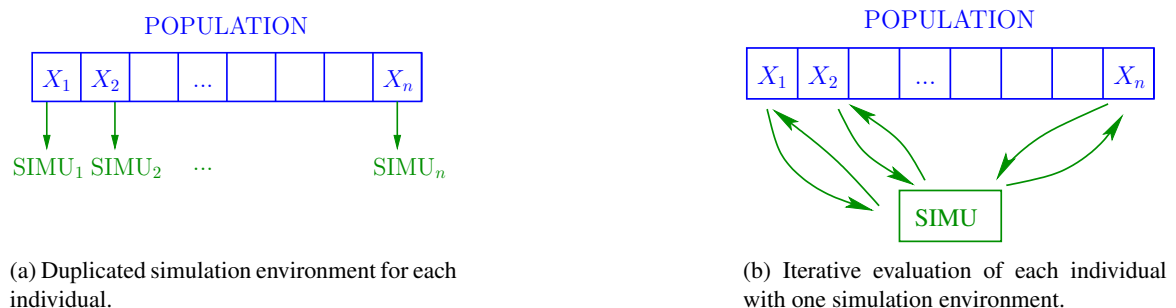 POPULATION
X₁ X₂ ... Xₙ
SIMU₁ SIMU₂ ... SIMUₙ
(a) Duplicated simulation environment for each
individual.
POPULATION
X₁ X₂ ... Xₙ
SIMU
(b) Iterative evaluation of each individual
with one simulation environment.